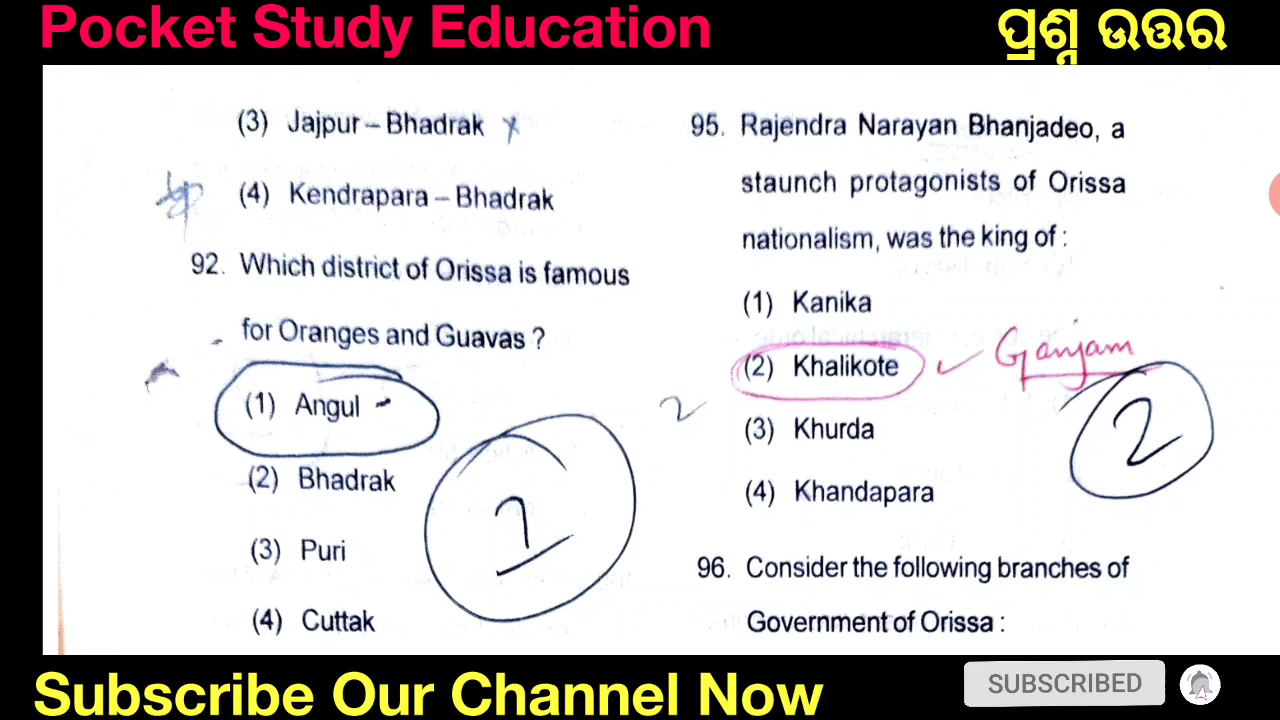 Pocket Study Education
ପ୍ରଶ୍ନ ଉତ୍ତର
(3) Jajpur – Bhadrak x
(4) Kendrapara – Bhadrak
92. Which district of Orissa is famous
for Oranges and Guavas ?
(1) Angul
(2) Bhadrak
(3) Puri
(4) Cuttak
1
95. Rajendra Narayan Bhanjadeo, a
staunch protagonists of Orissa
nationalism, was the king of :
(1) Kanika
(2) Khalikote ✓ Ganjam
2
(3) Khurda
2
(4) Khandapara
96. Consider the following branches of
Government of Orissa :
Subscribe Our Channel Now
SUBSCRIBED